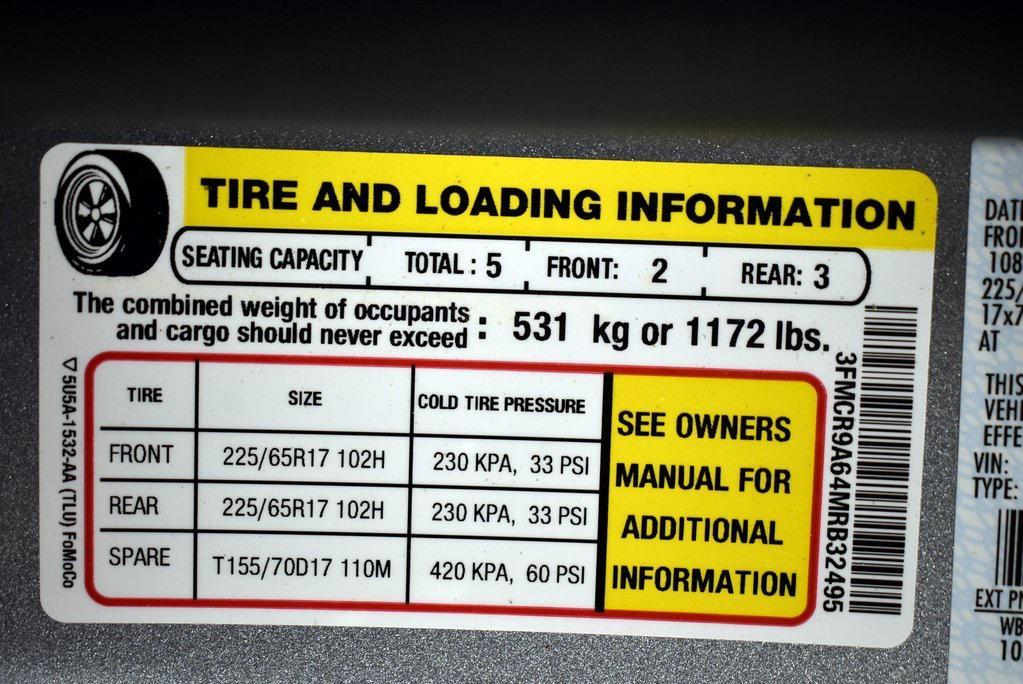 TIRE AND LOADING INFORMATION
SEATING CAPACITY TOTAL : 5 FRONT: 2 REAR: 3
The combined weight of occupants
and cargo should never exceed : 531 kg or 1172 lbs.
TIRE SIZE COLD TIRE PRESSURE
FRONT 225/65R17 102H 230 KPA, 33 PSI
REAR 225/65R17 102H 230 KPA, 33 PSI
SPARE T155/70D17 110M 420 KPA, 60 PSI
SEE OWNERS
MANUAL FOR
ADDITIONAL
INFORMATION
5U5A-1532-AA (TLU) FoMoCo
3FMCR9A64MRB32495
DATE
FRO
108
225/
17x7
AT
THIS
VEHI
EFFE
VIN:
TYPE:
EXT PN
WB
10